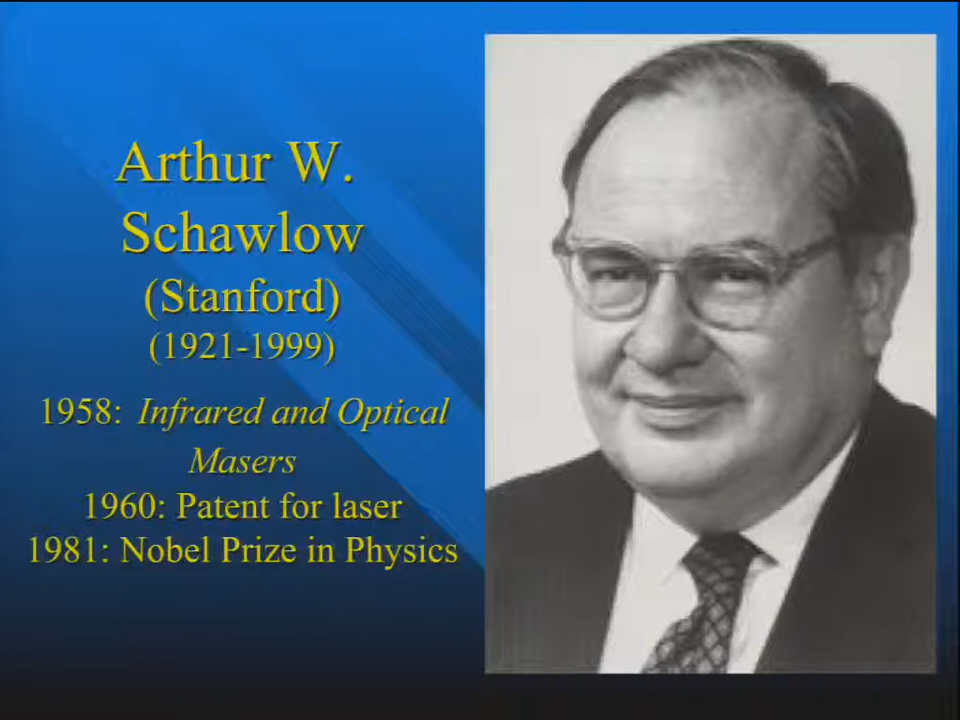 Arthur W.
Schawlow
(Stanford)
(1921-1999)
1958: Infrared and Optical
Masers
1960: Patent for laser
1981: Nobel Prize in Physics